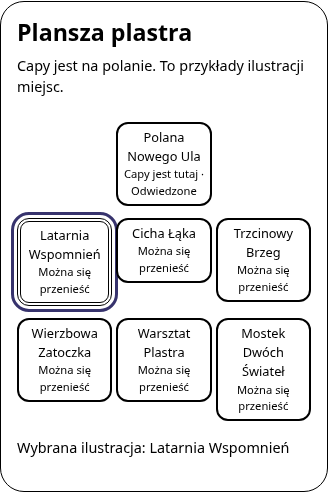 Plansza plastra
Capy jest na polanie. To przykłady ilustracji
miejsc.
Polana
Nowego Ula
Capy jest tutaj ·
Odwiedzone
Latarnia
Wspomnień
Można się
przenieść
Cicha Łąka
Można się
przenieść
Trzcinowy
Brzeg
Można się
przenieść
Wierzbowa
Zatoczka
Można się
przenieść
Warsztat
Plastra
Można się
przenieść
Mostek
Dwóch
Świateł
Można się
przenieść
Wybrana ilustracja: Latarnia Wspomnień